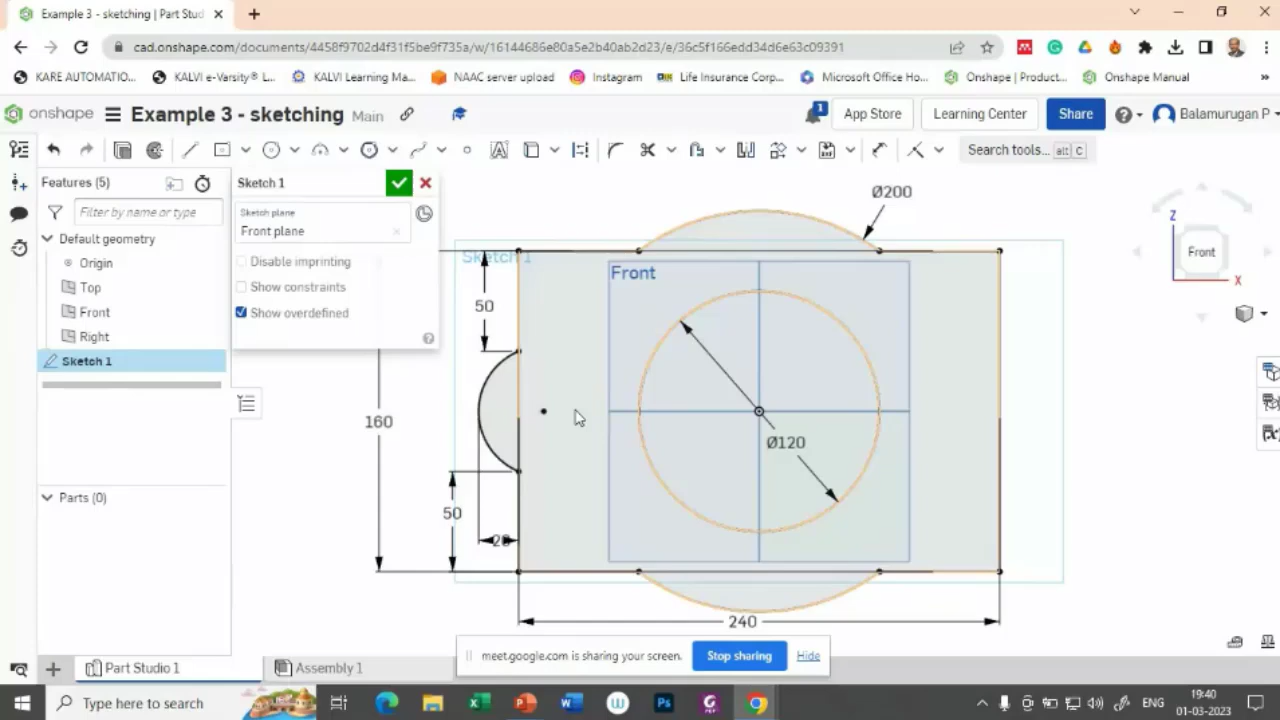 Example 3 - sketching | Part Stud
cad.onshape.com/documents/4458f9702d4f31f5be9f735a/w/16144686e80a5e2b40ab2d23/e/36c5f166edd34d6e63c09391
KARE AUTOMATIO...
KALVI e-Varsity® L...
KALVI Learning Ma...
NAAC server upload
Instagram
Life Insurance Corp...
Microsoft Office Ho...
Onshape | Product...
Onshape Manual
»
onshape
Example 3 - sketching
Main
1
App Store
Learning Center
Share
Balamurugan P
Search tools... alt C
Features (5)
Filter by name or type
Default geometry
Origin
Top
Front
Right
Sketch 1
Parts (0)
Sketch 1
Sketch plane
Front plane
Disable imprinting
Show constraints
Show overdefined
Sketch 1
Front
Ø200
50
160
Ø120
50
20
240
Z
Front
X
Part Studio 1
Assembly 1
meet.google.com is sharing your screen.
Stop sharing
Hide
Type here to search
ENG
19:40
01-03-2023